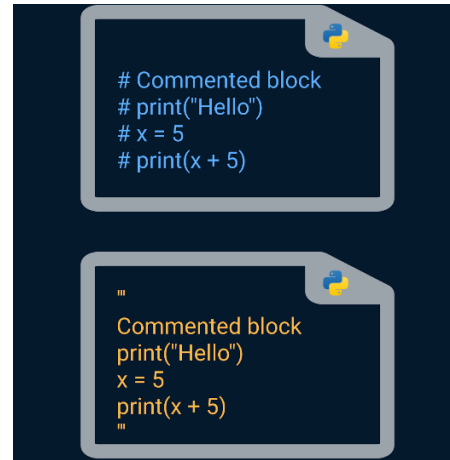 # Commented block
# print("Hello")
# x = 5
# print(x + 5)
'''
Commented block
print("Hello")
x = 5
print(x + 5)
'''